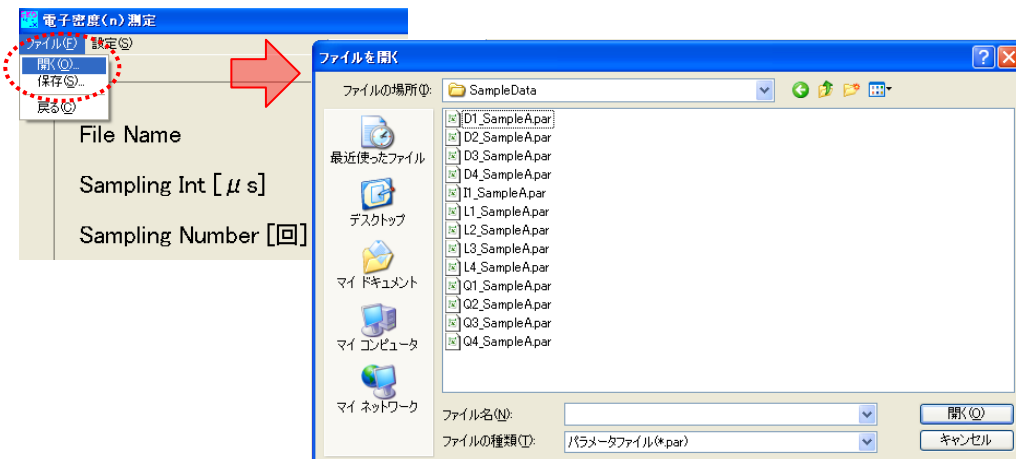 電子密度(n)測定
ファイル(F) 設定(S)
開く(O)...
保存(S)...
戻る(C)
File Name
Sampling Int [μs]
Sampling Number [回]
ファイルを開く
ファイルの場所(I):
SampleData
最近使ったファイル
デスクトップ
マイ ドキュメント
マイ コンピュータ
マイ ネットワーク
D1_SampleA.par
D2_SampleA.par
D3_SampleA.par
D4_SampleA.par
I1_SampleA.par
L1_SampleA.par
L2_SampleA.par
L3_SampleA.par
L4_SampleA.par
Q1_SampleA.par
Q2_SampleA.par
Q3_SampleA.par
Q4_SampleA.par
ファイル名(N):
開く(O)
ファイルの種類(T):
パラメータファイル(*.par)
キャンセル